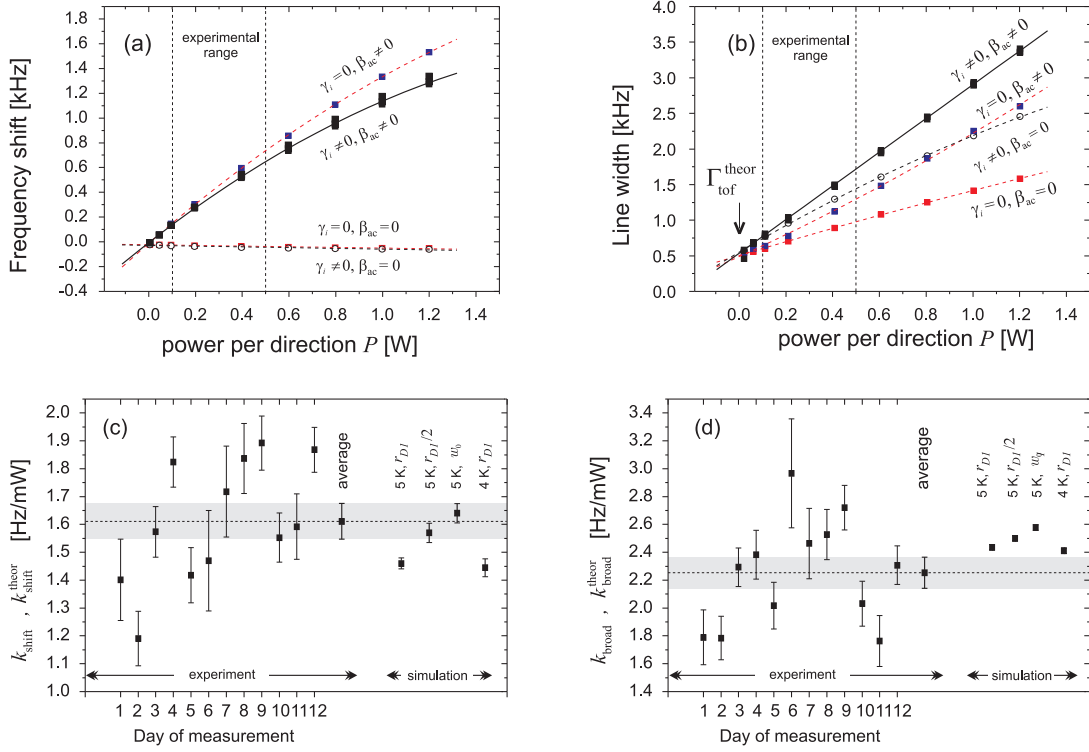 (a)
experimental
range
γi=0, βac≠0
γi≠0, βac≠0
γi=0, βac=0
γi≠0, βac=0
Frequency shift [kHz]
1.8
1.6
1.4
1.2
1.0
0.8
0.6
0.4
0.2
0.0
-0.2
-0.4
0.0 0.2 0.4 0.6 0.8 1.0 1.2 1.4
power per direction P [W]
(b)
experimental
range
γi≠0, βac≠0
γi=0, βac≠0
γi≠0, βac=0
γi=0, βac=0
Γtof theor
Line width [kHz]
4.0
3.5
3.0
2.5
2.0
1.5
1.0
0.5
0.0
0.0 0.2 0.4 0.6 0.8 1.0 1.2 1.4
power per direction P [W]
(c)
kshift , kshift theor [Hz/mW]
2.0
1.9
1.8
1.7
1.6
1.5
1.4
1.3
1.2
1.1
1.0
average
5 K, rD1
5 K, rD1/2
5 K, w0
4 K, rD1
experiment
simulation
1 2 3 4 5 6 7 8 9 10 11 12
Day of measurement
(d)
kbroad , kbroad theor [Hz/mW]
3.4
3.2
3.0
2.8
2.6
2.4
2.2
2.0
1.8
1.6
1.4
average
5 K, rD1
5 K, rD1/2
5 K,
4 K, rD1
experiment
simulation
1 2 3 4 5 6 7 8 9 10 11 12
Day of measurement